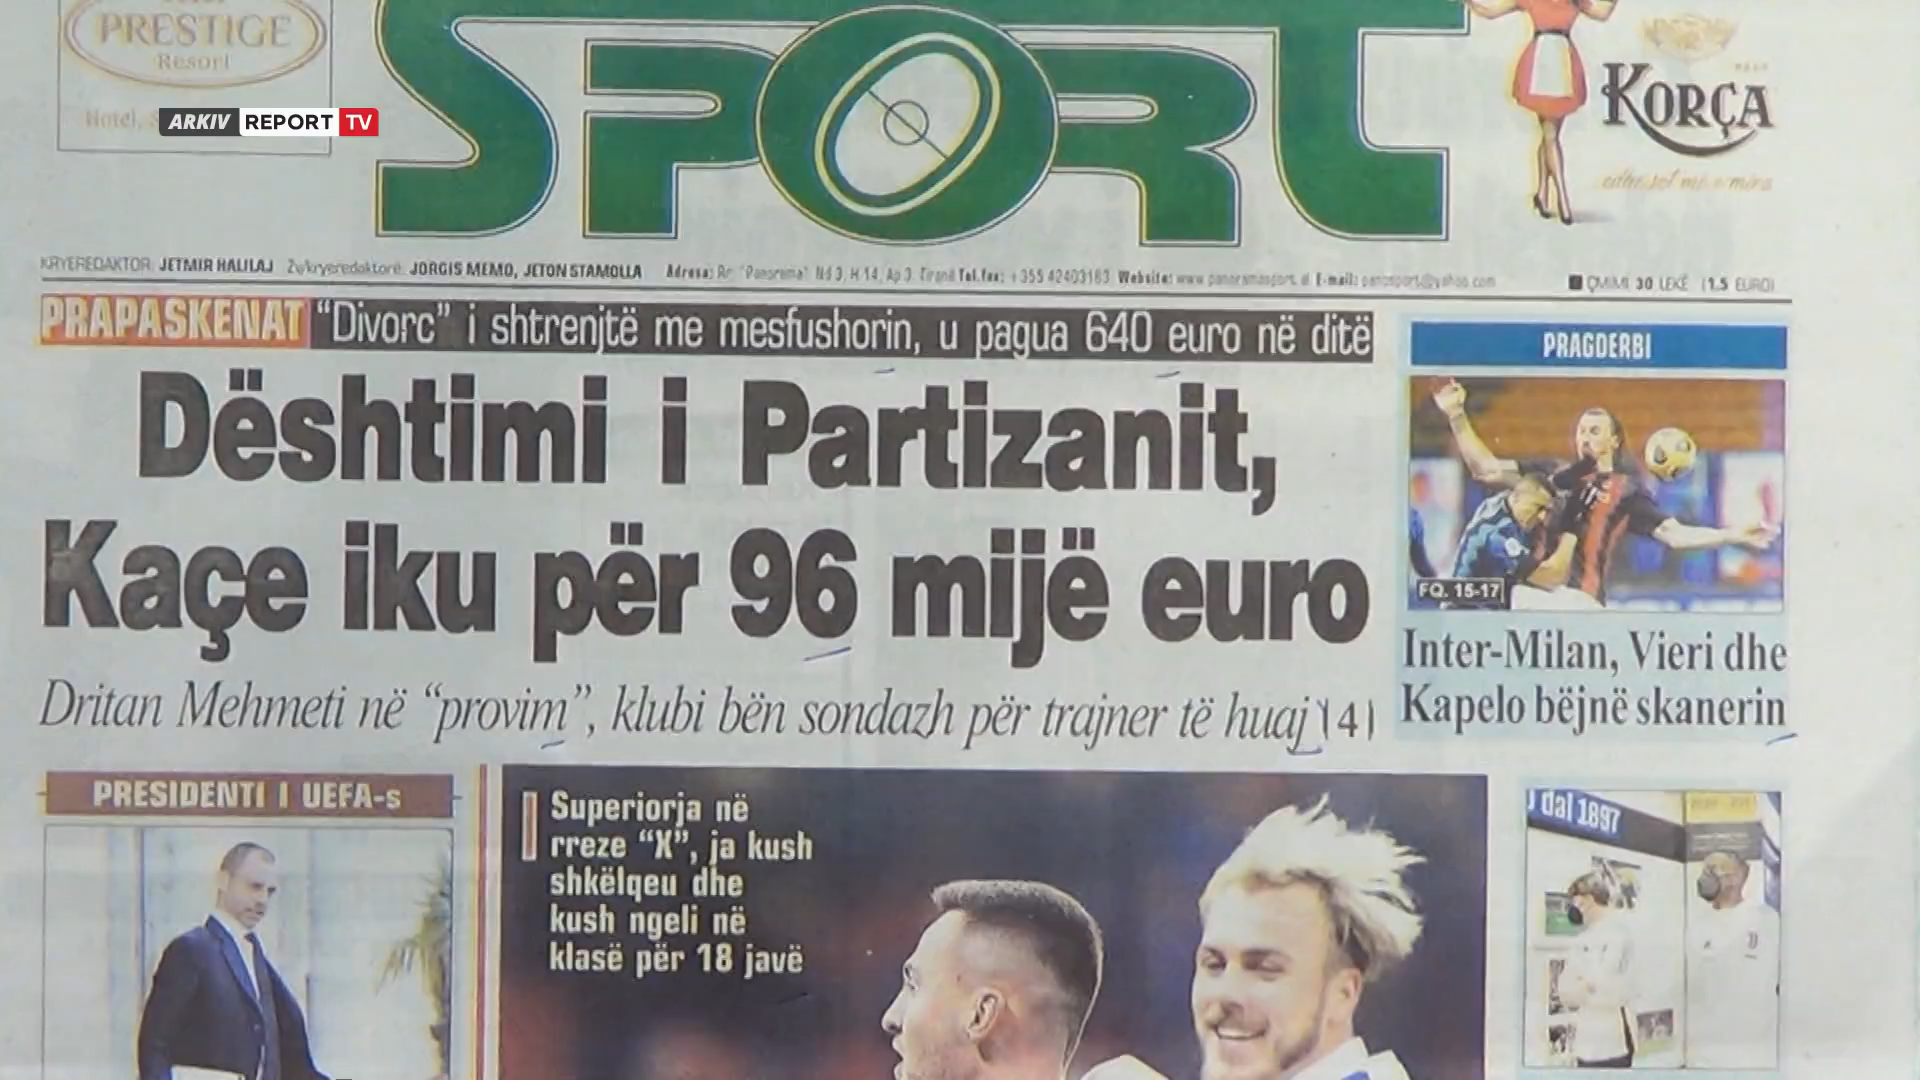 PRESTIGE
Resort
Hotel,
ARKIV REPORT TV
SPORT
KORÇA
KRYEREDAKTOR: JETMIR HALILAJ Zv/kryeredaktorë: JORGIS MEMO, JETON STAMOLLA Adresa: Rr. "Panorama" Nd 3, H 14, Ap 3. Tiranë Tel.fax: +355 42403163 Website: www.panoramasport.al E-mail: panosport@yahoo.com
ÇMIMI 30 LEKË (1.5 EURO)
PRAPASKENAT "Divorc" i shtrenjtë me mesfushorin, u pagua 640 euro në ditë
Dështimi i Partizanit,
Kaçe iku për 96 mijë euro
Dritan Mehmeti në "provim", klubi bën sondazh për trajner të huaj (4)
PRAGDERBI
FQ. 15-17
Inter-Milan, Vieri dhe
Kapelo bëjnë skanerin
PRESIDENTI I UEFA-s
Superiorja në
rreze "X", ja kush
shkëlqeu dhe
kush ngeli në
klasë për 18 javë
dal 1897